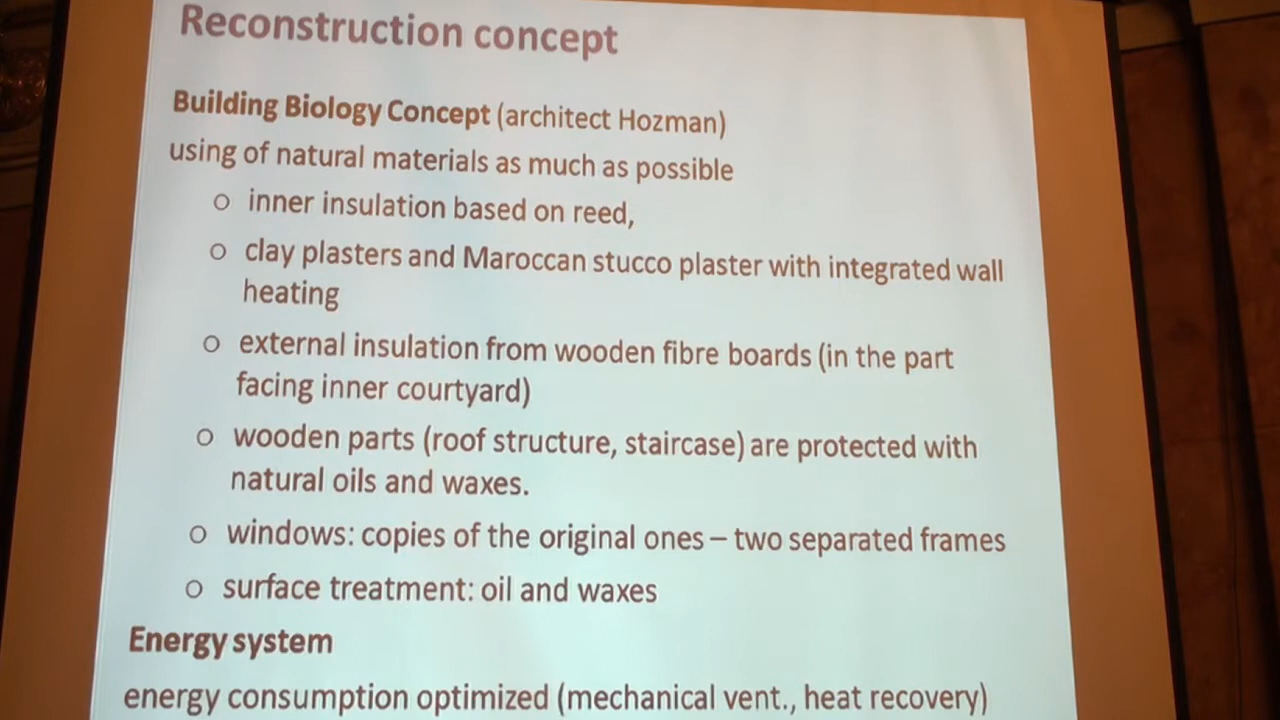 Reconstruction concept
Building Biology Concept (architect Hozman)
using of natural materials as much as possible
o inner insulation based on reed,
o clay plasters and Maroccan stucco plaster with integrated wall
heating
o external insulation from wooden fibre boards (in the part
facing inner courtyard)
o wooden parts (roof structure, staircase) are protected with
natural oils and waxes.
o windows: copies of the original ones – two separated frames
o surface treatment: oil and waxes
Energy system
energy consumption optimized (mechanical vent., heat recovery)